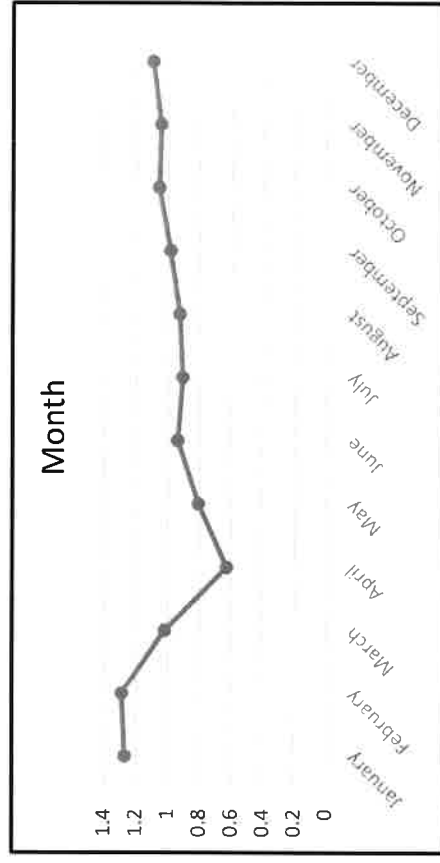 Month
1.4
1.2
1
0.8
0.6
0.4
0.2
0
January
February
March
April
May
June
July
August
September
October
November
December